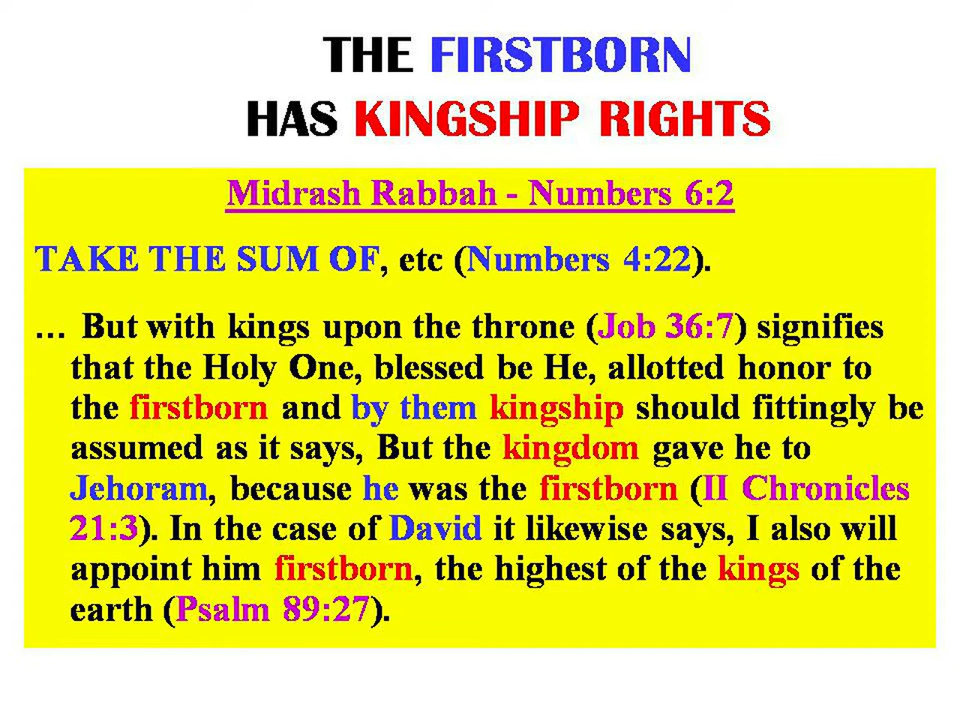 THE FIRSTBORN
HAS KINGSHIP RIGHTS
Midrash Rabbah - Numbers 6:2
TAKE THE SUM OF, etc (Numbers 4:22).
... But with kings upon the throne (Job 36:7) signifies
that the Holy One, blessed be He, allotted honor to
the firstborn and by them kingship should fittingly be
assumed as it says, But the kingdom gave he to
Jehoram, because he was the firstborn (II Chronicles
21:3). In the case of David it likewise says, I also will
appoint him firstborn, the highest of the kings of the
earth (Psalm 89:27).